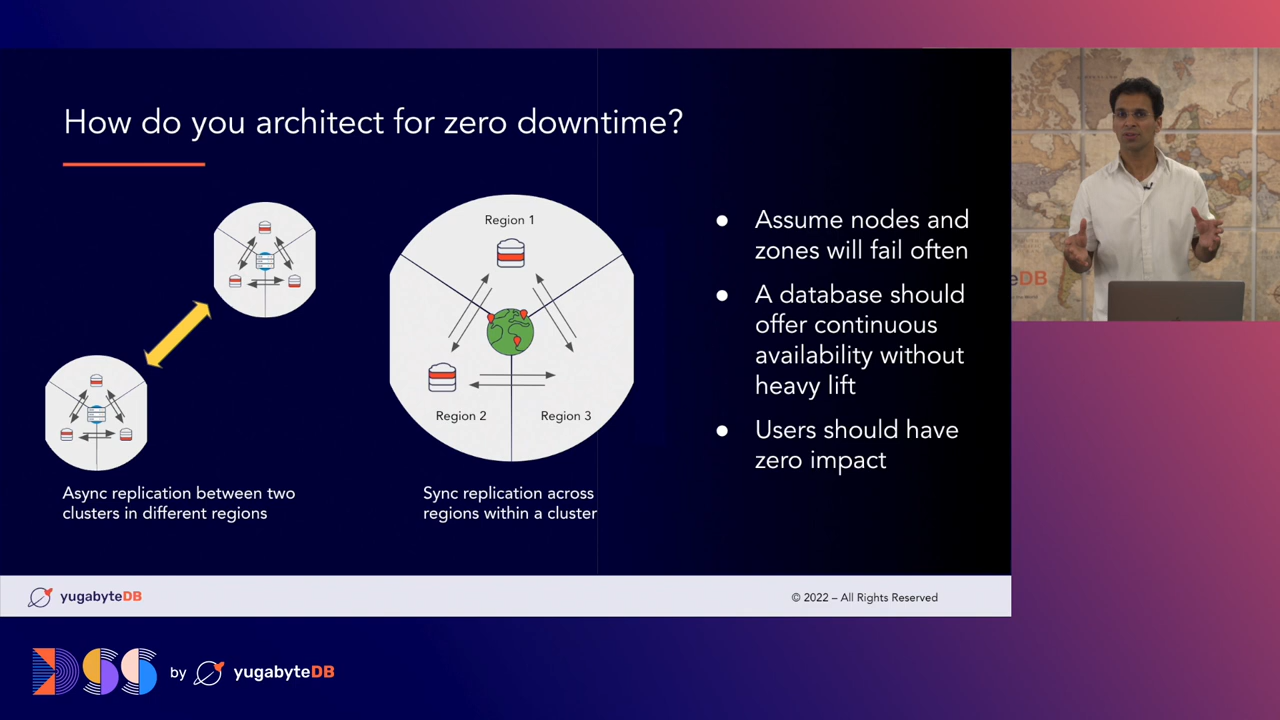 How do you architect for zero downtime?
Region 1
Region 2
Region 3
Async replication between two
clusters in different regions
Sync replication across
regions within a cluster
● Assume nodes and
zones will fail often
● A database should
offer continuous
availability without
heavy lift
● Users should have
zero impact
DB
yugabyteDB
© 2022 – All Rights Reserved
DSS by yugabyteDB